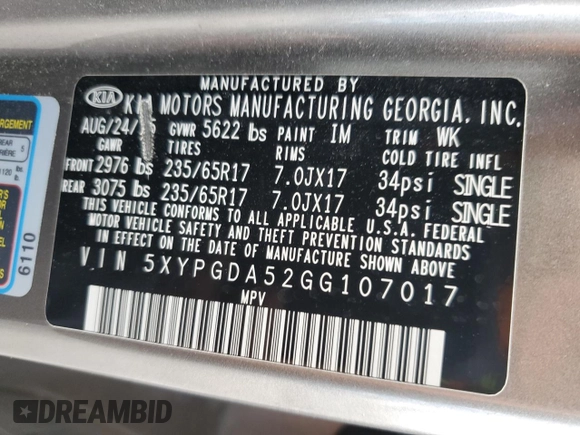 MANUFACTURED BY
KIA KIA MOTORS MANUFACTURING GEORGIA, INC.
AUG/24/ GVWR 5622 lbs PAINT IM TRIM WK
GAWR TIRES RIMS COLD TIRE INFL
FRONT 2976 lbs 235/65R17 7.0JX17 34psi SINGLE
REAR 3075 lbs 235/65R17 7.0JX17 34psi SINGLE
THIS VEHICLE CONFORMS TO ALL APPLICABLE U.S.A. FEDERAL
MOTOR VEHICLE SAFETY AND THEFT PREVENTION STANDARDS
IN EFFECT ON THE DATE OF MANUFACTURE SHOWN ABOVE.
VIN 5XYPGDA52GG107017
MPV
6110
DREAMBID